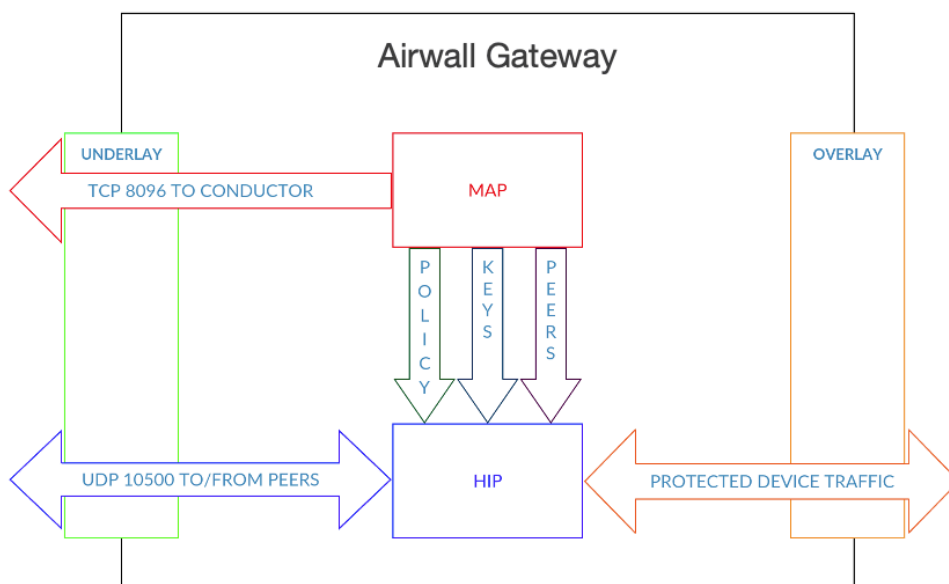 Airwall Gateway
UNDERLAY
OVERLAY
TCP 8096 TO CONDUCTOR
MAP
POLICY
KEYS
PEERS
UDP 10500 TO/FROM PEERS
HIP
PROTECTED DEVICE TRAFFIC